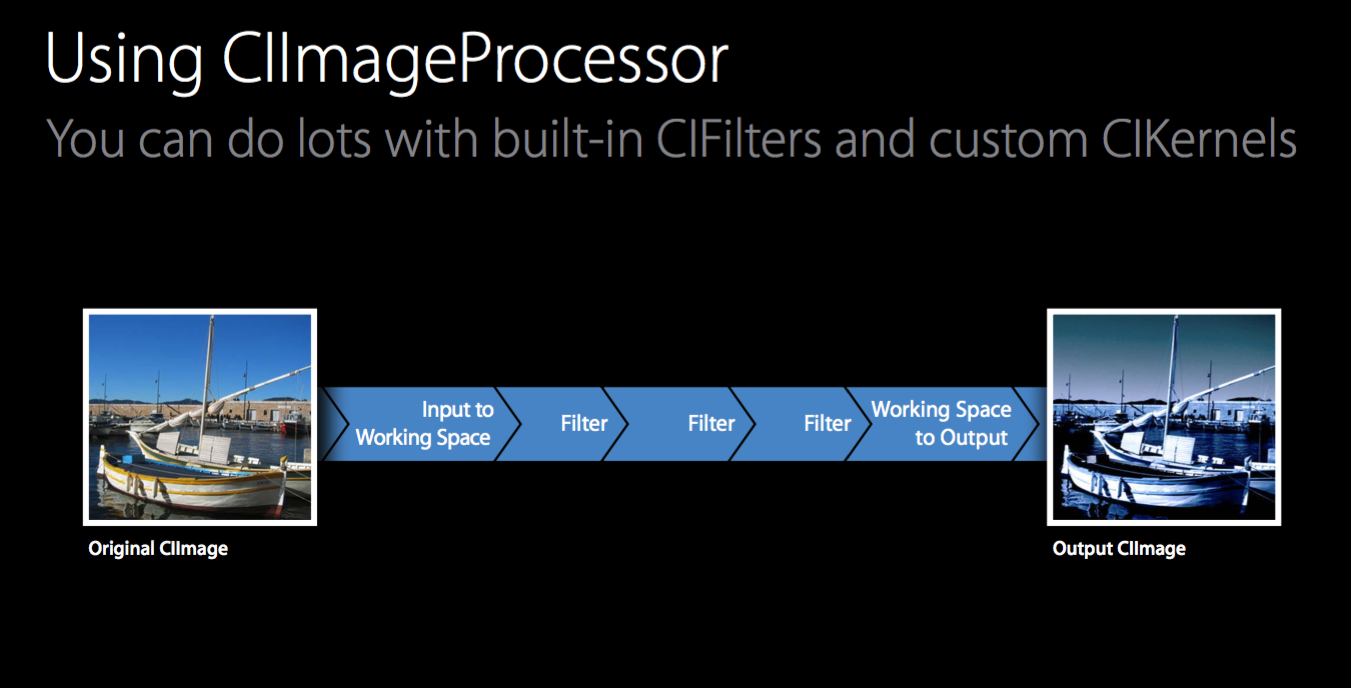 Using CIImageProcessor
You can do lots with built-in CIFilters and custom CIKernels
Input to
Working Space
Filter
Filter
Filter
Working Space
to Output
Original CIImage
Output CIImage